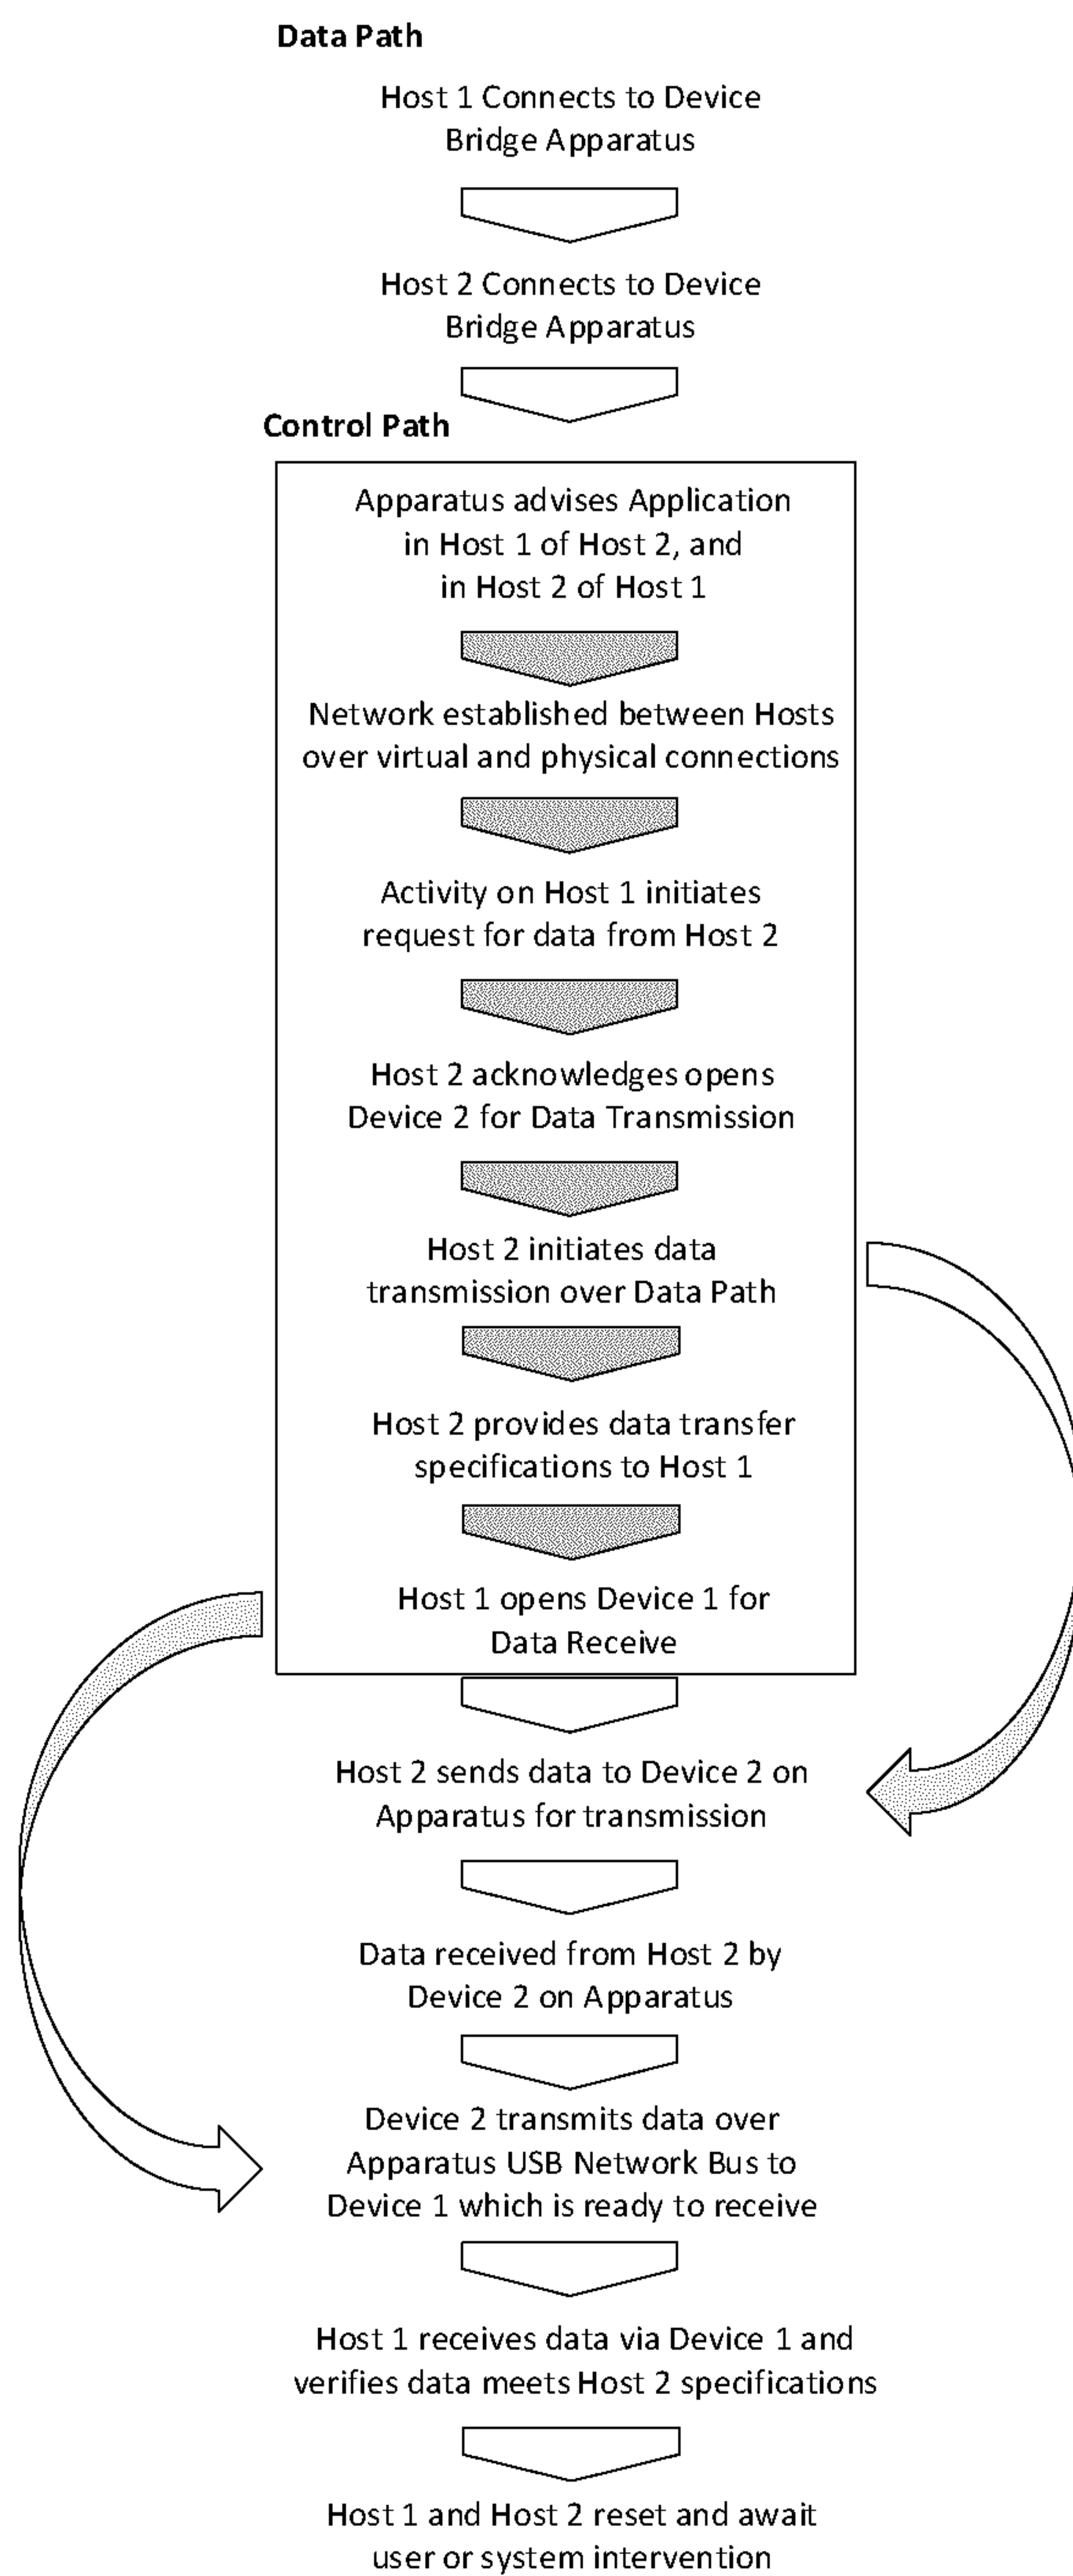 Data Path
Host 1 Connects to Device
Bridge Apparatus
Host 2 Connects to Device
Bridge Apparatus
Control Path
Apparatus advises Application
in Host 1 of Host 2, and
in Host 2 of Host 1
Network established between Hosts
over virtual and physical connections
Activity on Host 1 initiates
request for data from Host 2
Host 2 acknowledges opens
Device 2 for Data Transmission
Host 2 initiates data
transmission over Data Path
Host 2 provides data transfer
specifications to Host 1
Host 1 opens Device 1 for
Data Receive
Host 2 sends data to Device 2 on
Apparatus for transmission
Data received from Host 2 by
Device 2 on Apparatus
Device 2 transmits data over
Apparatus USB Network Bus to
Device 1 which is ready to receive
Host 1 receives data via Device 1 and
verifies data meets Host 2 specifications
Host 1 and Host 2 reset and await
user or system intervention